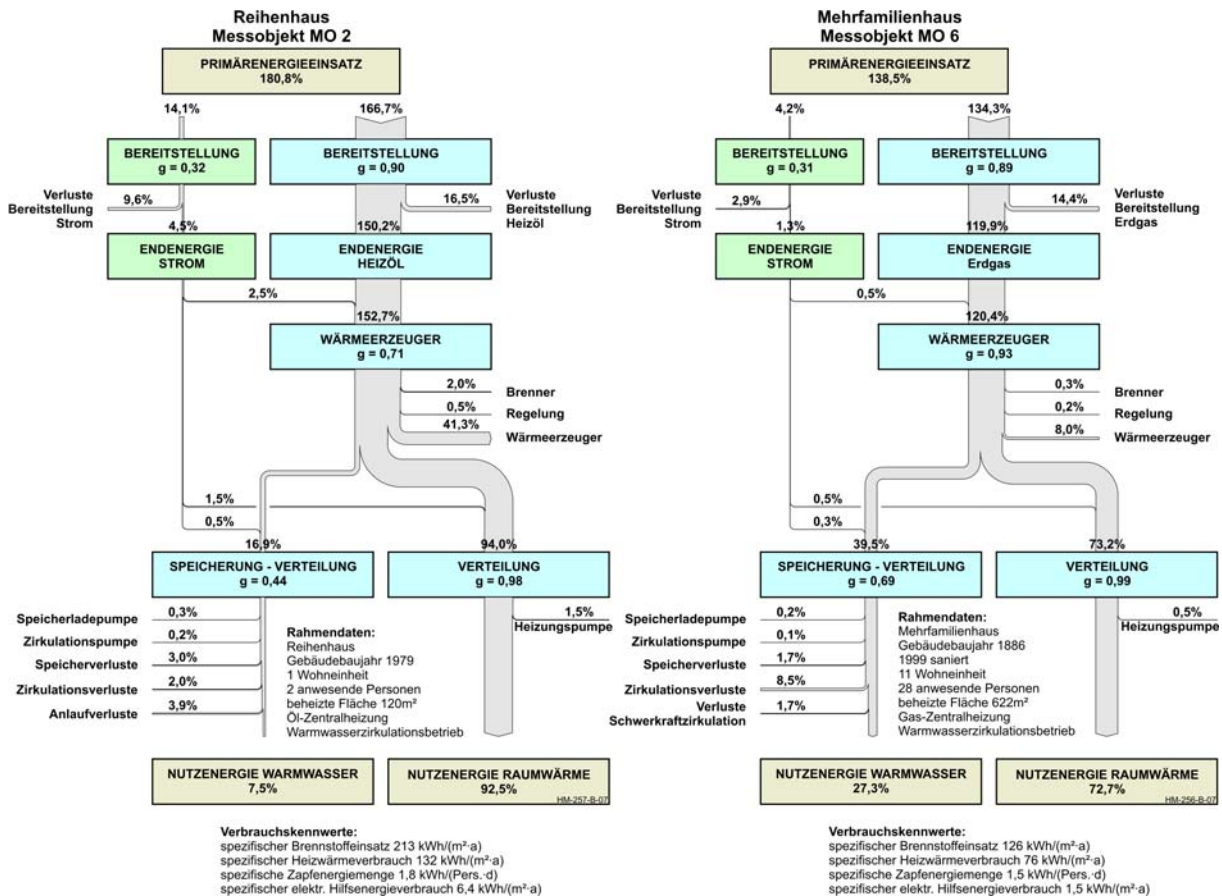 Reihenhaus
Messobjekt MO 2
PRIMÄRENERGIEEINSATZ
180,8%
14,1%
166,7%
BEREITSTELLUNG
g = 0,32
BEREITSTELLUNG
g = 0,90
Verluste
Bereitstellung
Strom
9,6%
16,5%
Verluste
Bereitstellung
Heizöl
4,5%
150,2%
ENDENERGIE
STROM
ENDENERGIE
HEIZÖL
2,5%
152,7%
WÄRMEERZEUGER
g = 0,71
2,0%
Brenner
0,5%
Regelung
41,3%
Wärmeerzeuger
1,5%
0,5%
16,9%
94,0%
SPEICHERUNG - VERTEILUNG
g = 0,44
VERTEILUNG
g = 0,98
Speicherladepumpe
0,3%
Zirkulationspumpe
0,2%
Speicherverluste
3,0%
Zirkulationsverluste
2,0%
Anlaufverluste
3,9%
1,5%
Heizungspumpe
Rahmendaten:
Reihenhaus
Gebäudebaujahr 1979
1 Wohneinheit
2 anwesende Personen
beheizte Fläche 120m²
Öl-Zentralheizung
Warmwasserzirkulationsbetrieb
NUTZENERGIE WARMWASSER
7,5%
NUTZENERGIE RAUMWÄRME
92,5%
HM-257-B-07
Verbrauchskennwerte:
spezifischer Brennstoffeinsatz 213 kWh/(m²·a)
spezifischer Heizwärmeverbrauch 132 kWh/(m²·a)
spezifische Zapfenergiemenge 1,8 kWh/(Pers.·d)
spezifischer elektr. Hilfsenergieverbrauch 6,4 kWh/(m²·a)
Mehrfamilienhaus
Messobjekt MO 6
PRIMÄRENERGIEEINSATZ
138,5%
4,2%
134,3%
BEREITSTELLUNG
g = 0,31
BEREITSTELLUNG
g = 0,89
Verluste
Bereitstellung
Strom
2,9%
14,4%
Verluste
Bereitstellung
Erdgas
1,3%
119,9%
ENDENERGIE
STROM
ENDENERGIE
Erdgas
0,5%
120,4%
WÄRMEERZEUGER
g = 0,93
0,3%
Brenner
0,2%
Regelung
8,0%
Wärmeerzeuger
0,5%
0,3%
39,5%
73,2%
SPEICHERUNG - VERTEILUNG
g = 0,69
VERTEILUNG
g = 0,99
Speicherladepumpe
0,2%
Zirkulationspumpe
0,1%
Speicherverluste
1,7%
Zirkulationsverluste
8,5%
Verluste
Schwerkraftzirkulation
1,7%
0,5%
Heizungspumpe
Rahmendaten:
Mehrfamilienhaus
Gebäudebaujahr 1886
1999 saniert
11 Wohneinheit
28 anwesende Personen
beheizte Fläche 622m²
Gas-Zentralheizung
Warmwasserzirkulationsbetrieb
NUTZENERGIE WARMWASSER
27,3%
NUTZENERGIE RAUMWÄRME
72,7%
HM-256-B-07
Verbrauchskennwerte:
spezifischer Brennstoffeinsatz 126 kWh/(m²·a)
spezifischer Heizwärmeverbrauch 76 kWh/(m²·a)
spezifische Zapfenergiemenge 1,5 kWh/(Pers.·d)
spezifischer elektr. Hilfsenergieverbrauch 1,5 kWh/(m²·a)